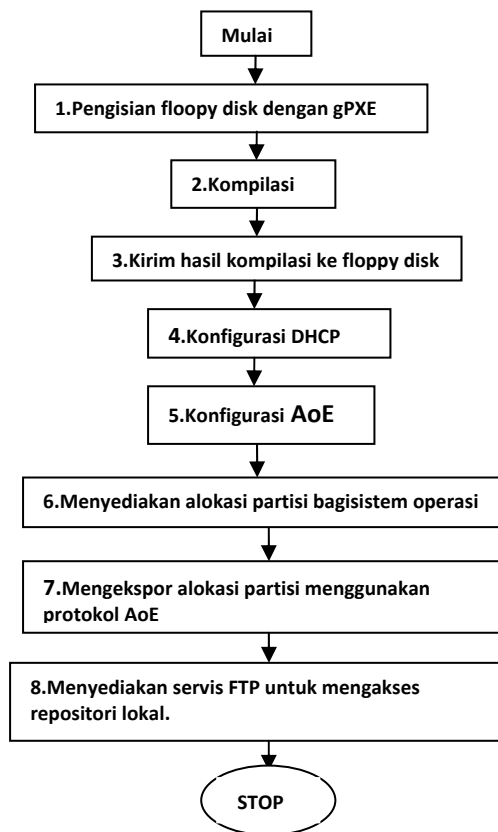 Mulai
1.Pengisian floopy disk dengan gPXE
2.Kompilasi
3.Kirim hasil kompilasi ke floppy disk
4.Konfigurasi DHCP
5.Konfigurasi AoE
6.Menyediakan alokasi partisi bagisistem operasi
7.Mengekspor alokasi partisi menggunakan
protokol AoE
8.Menyediakan servis FTP untuk mengakses
repositori lokal.
STOP